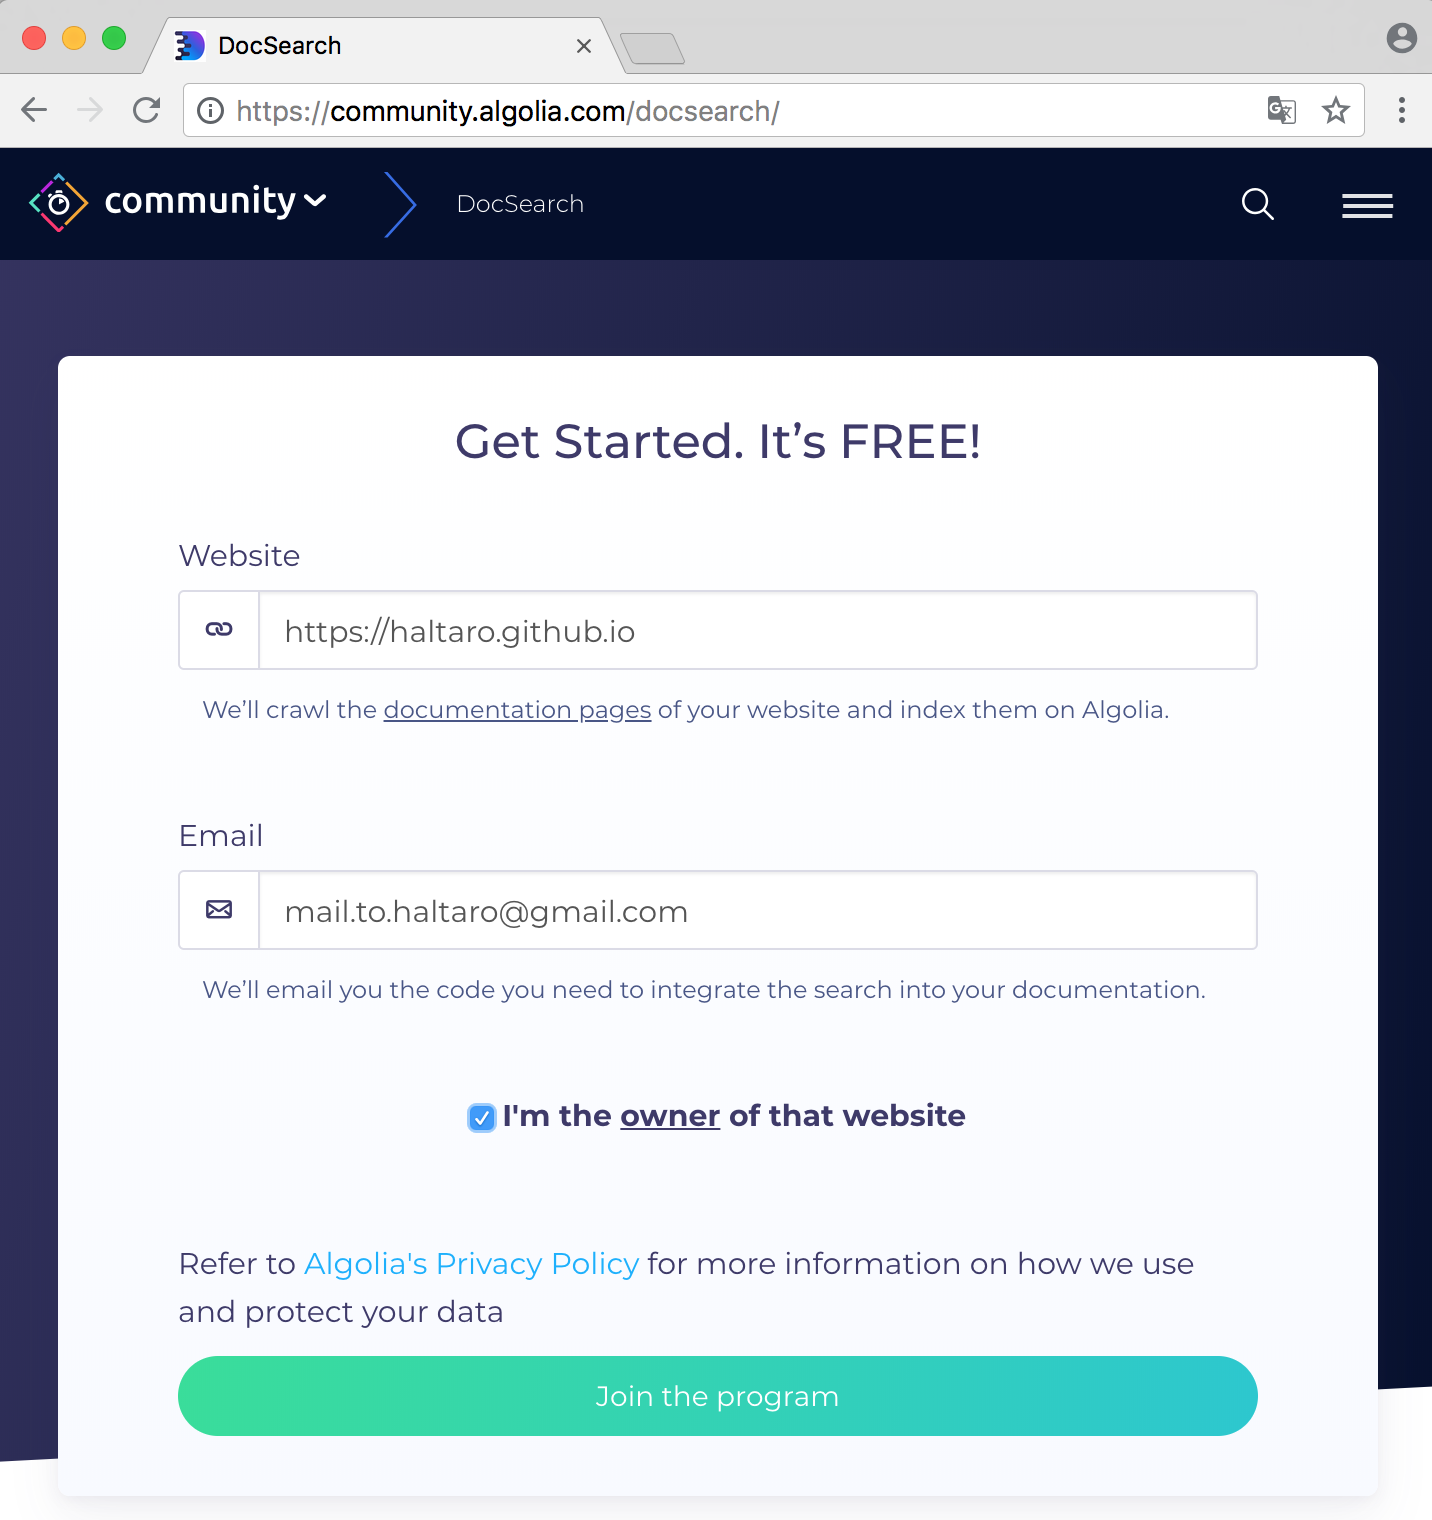 DocSearch
https://community.algolia.com/docsearch/
community DocSearch
Get Started. It’s FREE!
Website
https://haltaro.github.io
We’ll crawl the documentation pages of your website and index them on Algolia.
Email
mail.to.haltaro@gmail.com
We’ll email you the code you need to integrate the search into your documentation.
I'm the owner of that website
Refer to Algolia's Privacy Policy for more information on how we use
and protect your data
Join the program